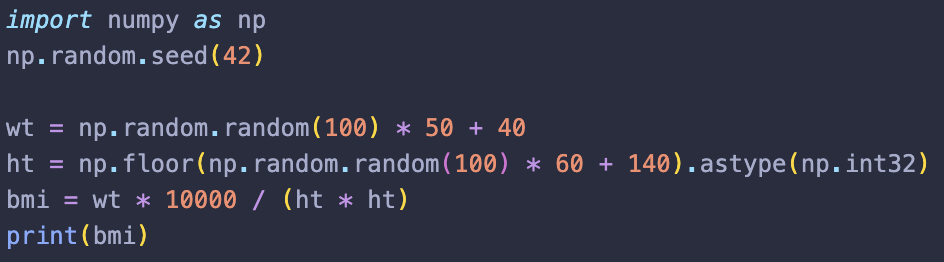 import numpy as np
np.random.seed(42)

wt = np.random.random(100) * 50 + 40
ht = np.floor(np.random.random(100) * 60 + 140).astype(np.int32)
bmi = wt * 10000 / (ht * ht)
print(bmi)